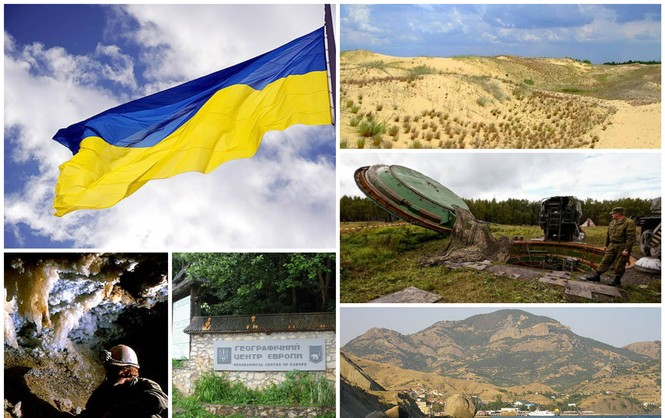 ГЕОГРАФІЧНИЙ
ЦЕНТР ЄВРОПИ
GEOGRAPHICAL CENTRE OF EUROPE